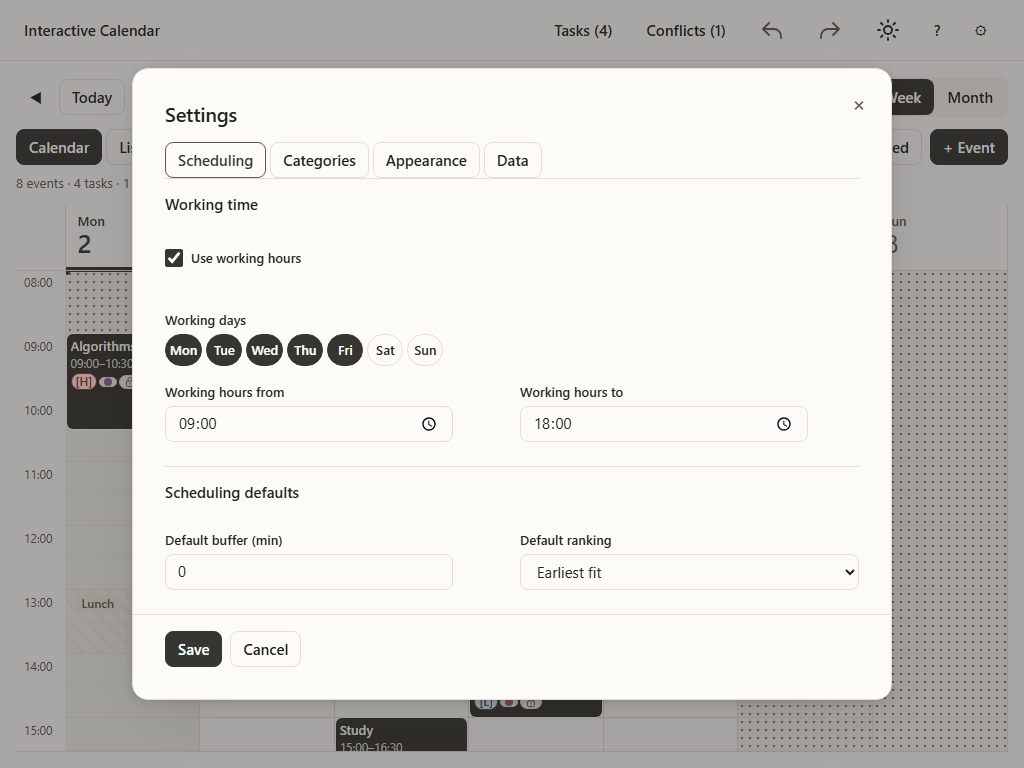 Interactive Calendar
Tasks (4)
Conflicts (1)
?
Today
Week
Month
Calendar
+ Event
8 events · 4 tasks · 1
Mon
2
08:00
09:00
10:00
11:00
12:00
13:00
14:00
15:00
Algorithms
09:00–10:30
[H]
Lunch
Settings
×
Scheduling
Categories
Appearance
Data
Working time
Use working hours
Working days
Mon
Tue
Wed
Thu
Fri
Sat
Sun
Working hours from
Working hours to
09:00
18:00
Scheduling defaults
Default buffer (min)
Default ranking
0
Earliest fit
Save
Cancel
[L]
Study
15:00–16:30